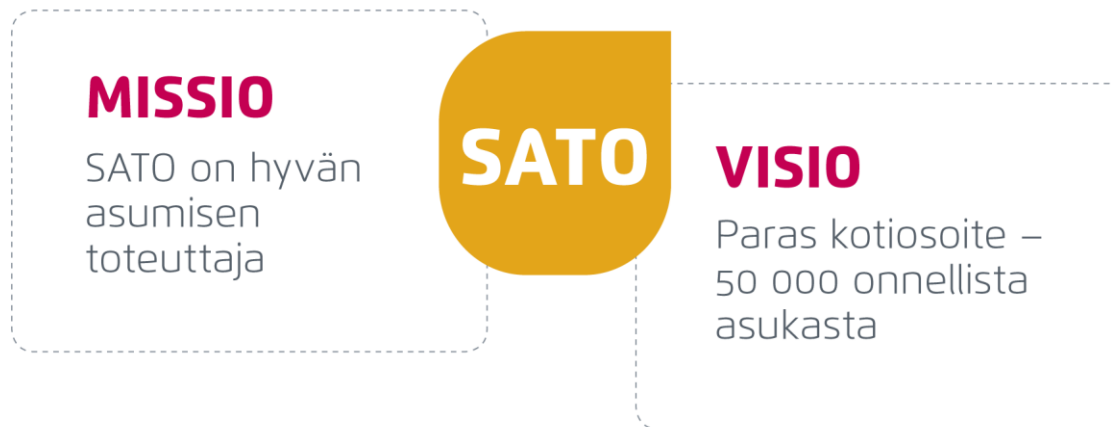 MISSIO
SATO on hyvän
asumisen
toteuttaja
SATO
VISIO
Paras kotiosoite –
50 000 onnellista
asukasta